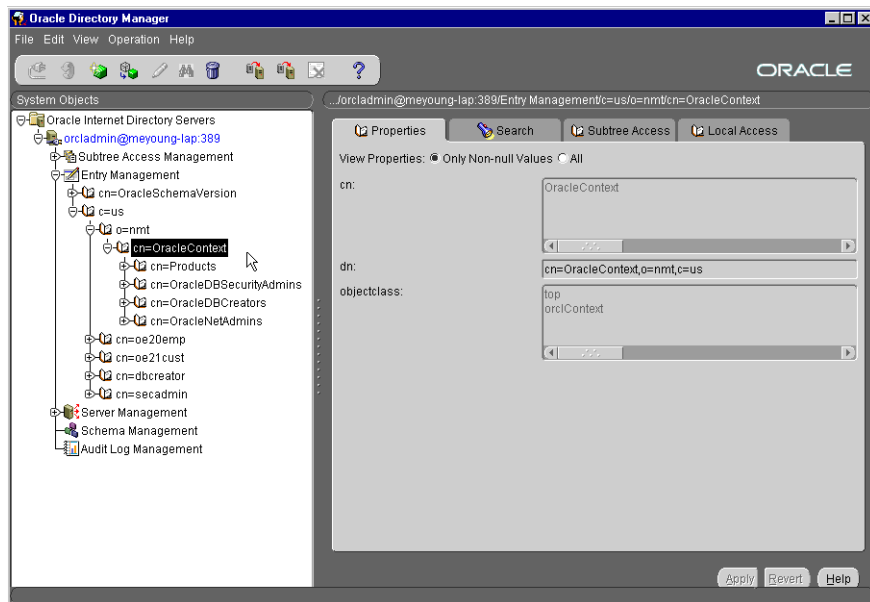 Oracle Directory Manager
File Edit View Operation Help
ORACLE
System Objects
.../orcladmin@meyoung-lap:389/Entry Management/c=us/o=nmt/cn=OracleContext
Oracle Internet Directory Servers
orcladmin@meyoung-lap:389
Subtree Access Management
Entry Management
cn=OracleSchemaVersion
c=us
o=nmt
cn=OracleContext
cn=Products
cn=OracleDBSecurityAdmins
cn=OracleDBCreators
cn=OracleNetAdmins
cn=oe20emp
cn=oe21cust
cn=dbcreator
cn=secadmin
Server Management
Schema Management
Audit Log Management
Properties Search Subtree Access Local Access
View Properties: Only Non-null Values All
cn: OracleContext
dn: cn=OracleContext,o=nmt,c=us
objectclass: top
orclContext
Apply Revert Help